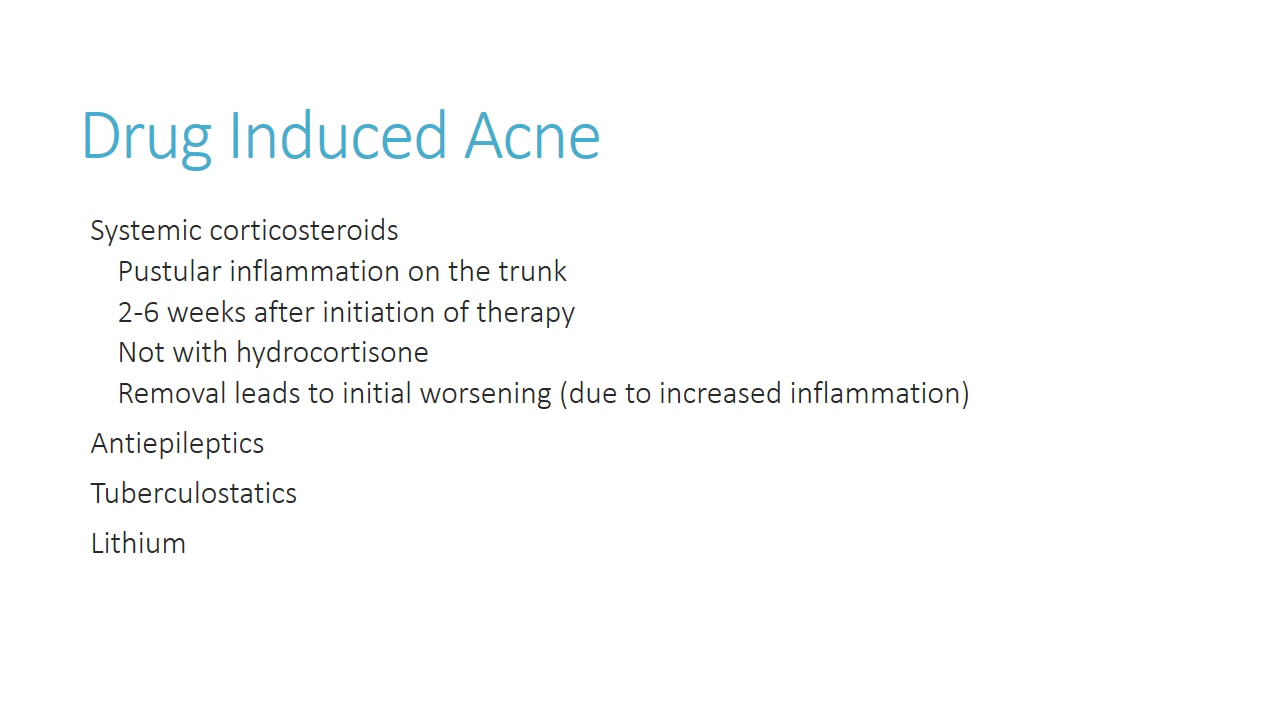 Drug Induced Acne
Systemic corticosteroids
Pustular inflammation on the trunk
2-6 weeks after initiation of therapy
Not with hydrocortisone
Removal leads to initial worsening (due to increased inflammation)
Antiepileptics
Tuberculostatics
Lithium